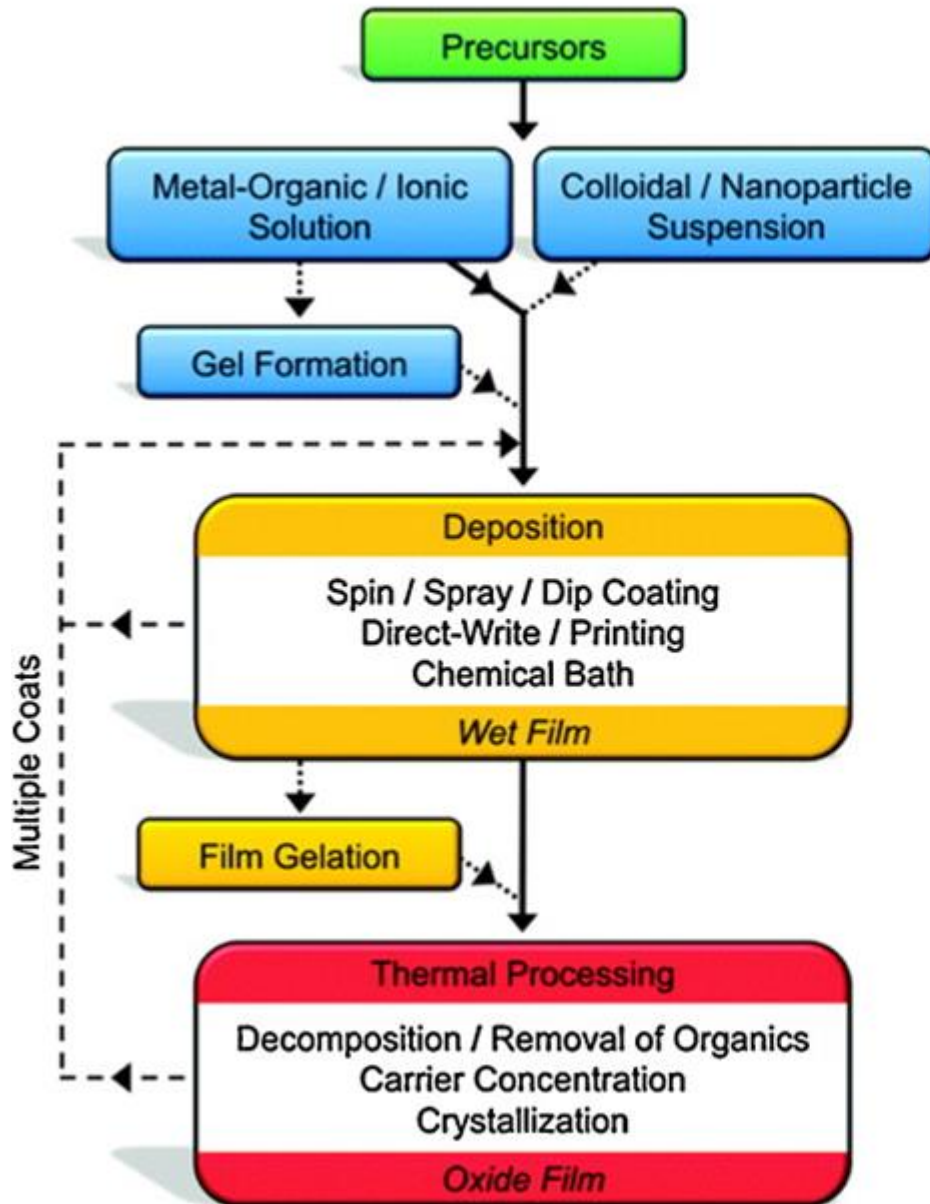 Precursors
Metal-Organic / Ionic
Solution
Colloidal / Nanoparticle
Suspension
Gel Formation
Deposition
Spin / Spray / Dip Coating
Direct-Write / Printing
Chemical Bath
Wet Film
Multiple Coats
Film Gelation
Thermal Processing
Decomposition / Removal of Organics
Carrier Concentration
Crystallization
Oxide Film